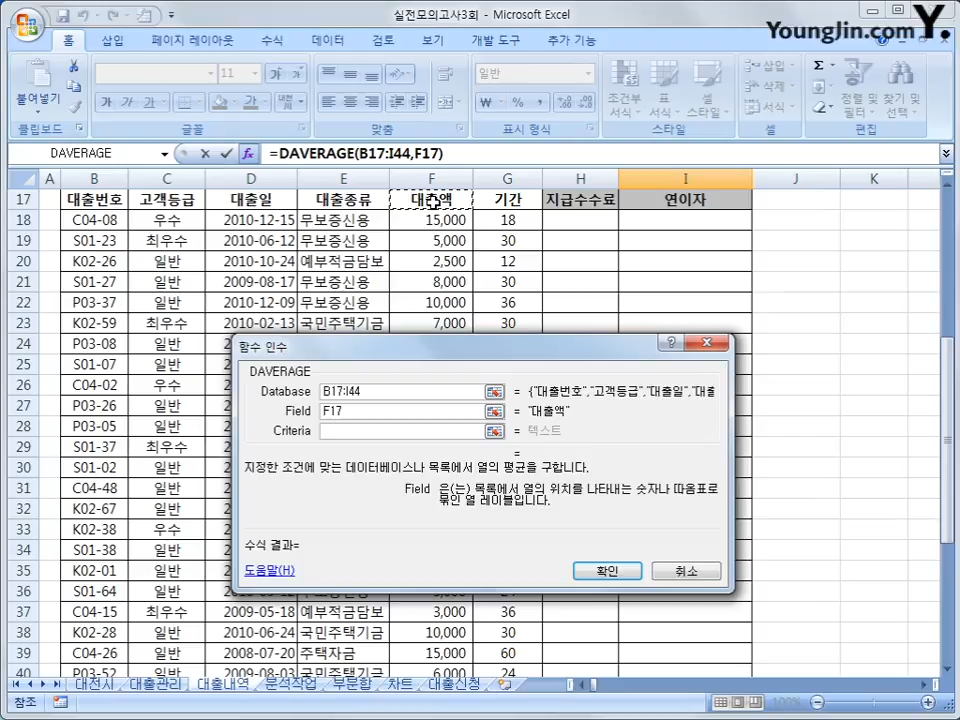 실전모의고사3회 - Microsoft Excel
YoungJin.com Y.
홈 삽입 페이지 레이아웃 수식 데이터 검토 보기 개발 도구 추가 기능
붙여넣기 11 가 가 가 일반 조건부 서식 표 서식 셀 스타일 삽입 삭제 서식 Σ 정렬 및 필터 찾기 및 선택
클립보드 글꼴 맞춤 표시 형식 스타일 셀 편집
DAVERAGE =DAVERAGE(B17:I44,F17)
A B C D E F G H I J K
17 대출번호 고객등급 대출일 대출종류 대출액 기간 지급수수료 연이자
18 C04-08 우수 2010-12-15 무보증신용 15,000 18
19 S01-23 최우수 2010-06-12 무보증신용 5,000 30
20 K02-26 일반 2010-10-24 예부적금담보 2,500 12
21 S01-27 일반 2009-08-17 무보증신용 8,000 30
22 P03-37 일반 2010-12-09 무보증신용 10,000 36
23 K02-59 최우수 2010-02-13 국민주택기금 7,000 30
24 P03-08 일반
25 S01-07 일반
26 C04-02 우수
27 P03-26 일반
28 P03-05 일반
29 S01-37 최우수
30 S01-02 일반
31 C04-48 일반
32 K02-67 일반
33 K02-38 우수
34 S01-38 일반
35 K02-01 일반
36 S01-64 일반
37 C04-15 최우수 2009-05-18 예부적금담보 3,000 36
38 K02-28 일반 2010-06-24 국민주택기금 10,000 30
39 C04-26 일반 2008-07-20 주택자금 15,000 60
40 P03-52 일반 2009-08-03 국민주택기금 6,000 24
함수 인수
DAVERAGE
Database B17:I44 = {"대출번호","고객등급","대출일","대출
Field F17 = "대출액"
Criteria = 텍스트
=
지정한 조건에 맞는 데이터베이스나 목록에서 열의 평균을 구합니다.
Field 은(는) 목록에서 열의 위치를 나타내는 숫자나 따옴표로
묶인 열 레이블입니다.
수식 결과=
도움말(H) 확인 취소
대전시 대출관리 대출내역 분석작업 부분합 차트 대출신청
참조 100%